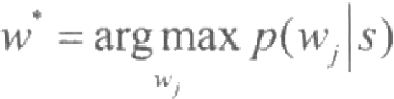 w* = arg max p(w_j|s)
w_j